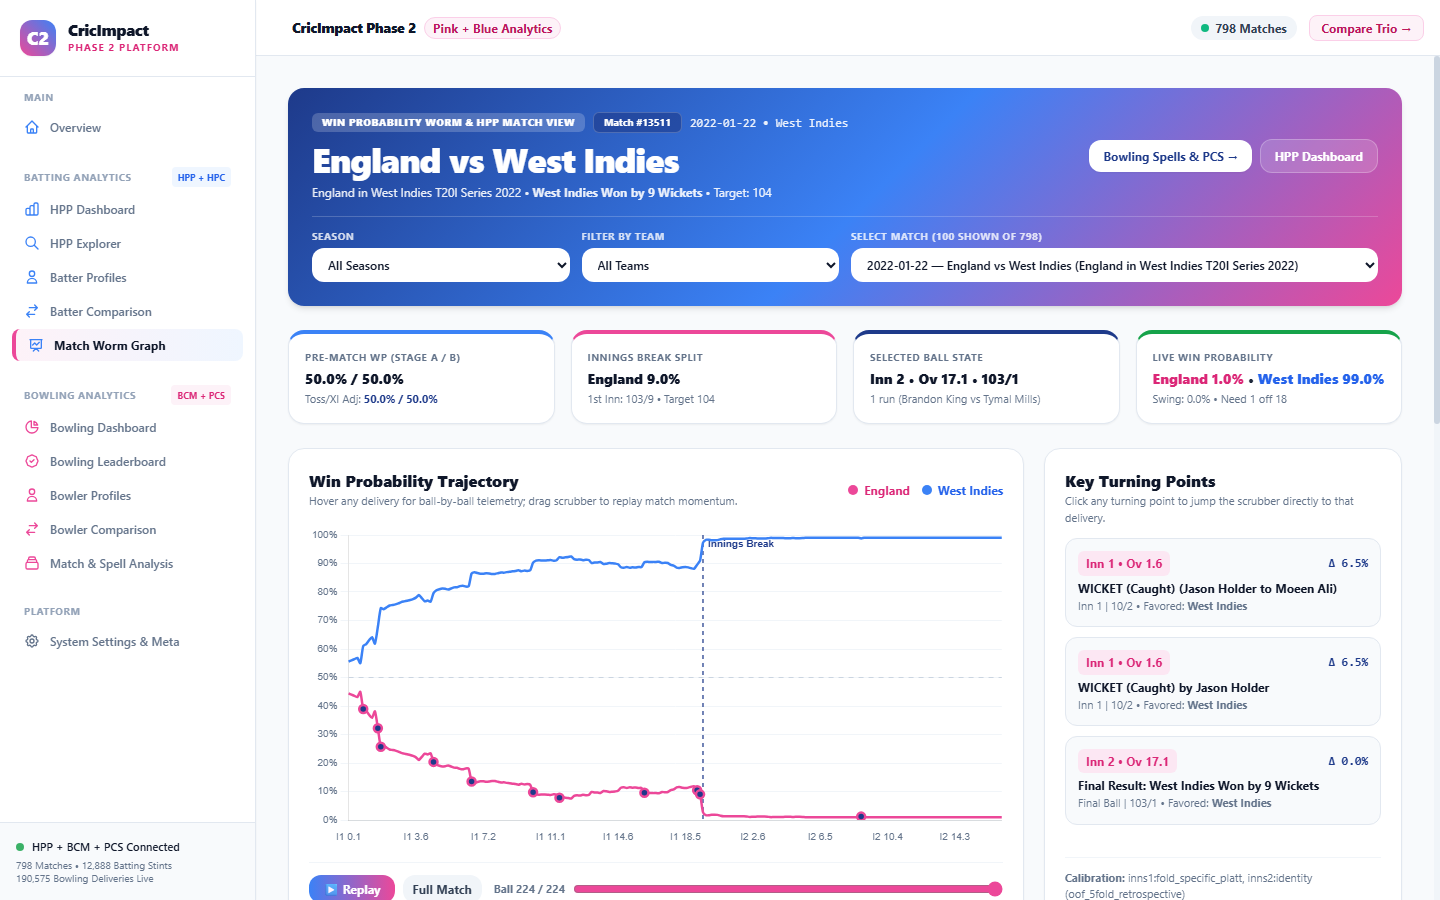 C2
CricImpact
PHASE 2 PLATFORM
MAIN
Overview
BATTING ANALYTICS
HPP + HPC
HPP Dashboard
HPP Explorer
Batter Profiles
Batter Comparison
Match Worm Graph
BOWLING ANALYTICS
BCM + PCS
Bowling Dashboard
Bowling Leaderboard
Bowler Profiles
Bowler Comparison
Match & Spell Analysis
PLATFORM
System Settings & Meta
HPP + BCM + PCS Connected
798 Matches • 12,888 Batting Stints
190,575 Bowling Deliveries Live
CricImpact Phase 2
Pink + Blue Analytics
798 Matches
Compare Trio →
WIN PROBABILITY WORM & HPP MATCH VIEW
Match #13511
2022-01-22 • West Indies
England vs West Indies
England in West Indies T20I Series 2022 • West Indies Won by 9 Wickets • Target: 104
Bowling Spells & PCS →
HPP Dashboard
SEASON
All Seasons
FILTER BY TEAM
All Teams
SELECT MATCH (100 SHOWN OF 798)
2022-01-22 — England vs West Indies (England in West Indies T20I Series 2022)
PRE-MATCH WP (STAGE A / B)
50.0% / 50.0%
Toss/XI Adj: 50.0% / 50.0%
INNINGS BREAK SPLIT
England 9.0%
1st Inn: 103/9 • Target 104
SELECTED BALL STATE
Inn 2 • Ov 17.1 • 103/1
1 run (Brandon King vs Tymal Mills)
LIVE WIN PROBABILITY
England 1.0% • West Indies 99.0%
Swing: 0.0% • Need 1 off 18
Win Probability Trajectory
Hover any delivery for ball-by-ball telemetry; drag scrubber to replay match momentum.
England
West Indies
100%
90%
80%
70%
60%
50%
40%
30%
20%
10%
0%
Innings Break
I1 0.1
I1 3.6
I1 7.2
I1 11.1
I1 14.6
I1 18.5
I2 2.6
I2 6.5
I2 10.4
I2 14.3
Replay
Full Match
Ball 224 / 224
Key Turning Points
Click any turning point to jump the scrubber directly to that
delivery.
Inn 1 • Ov 1.6
Δ 6.5%
WICKET (Caught) (Jason Holder to Moeen Ali)
Inn 1 | 10/2 • Favored: West Indies
Inn 1 • Ov 1.6
Δ 6.5%
WICKET (Caught) by Jason Holder
Inn 1 | 10/2 • Favored: West Indies
Inn 2 • Ov 17.1
Δ 0.0%
Final Result: West Indies Won by 9 Wickets
Final Ball | 103/1 • Favored: West Indies
Calibration: inns1:fold_specific_platt, inns2:identity
(oof_5fold_retrospective)